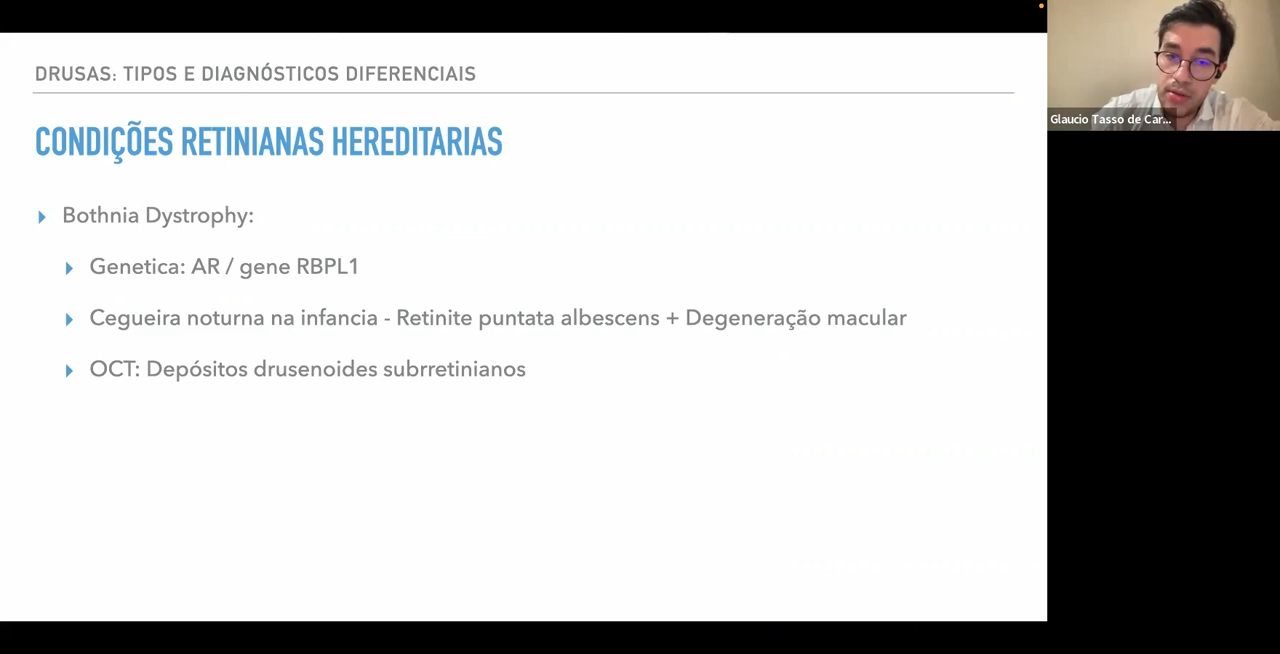 DRUSAS: TIPOS E DIAGNÓSTICOS DIFERENCIAIS
CONDIÇÕES RETINIANAS HEREDITARIAS
Bothnia Dystrophy:
Genetica: AR / gene RBPL1
Cegueira noturna na infancia - Retinite puntata albescens + Degeneração macular
OCT: Depósitos drusenoides subrretinianos
Glaucio Tasso de Car...